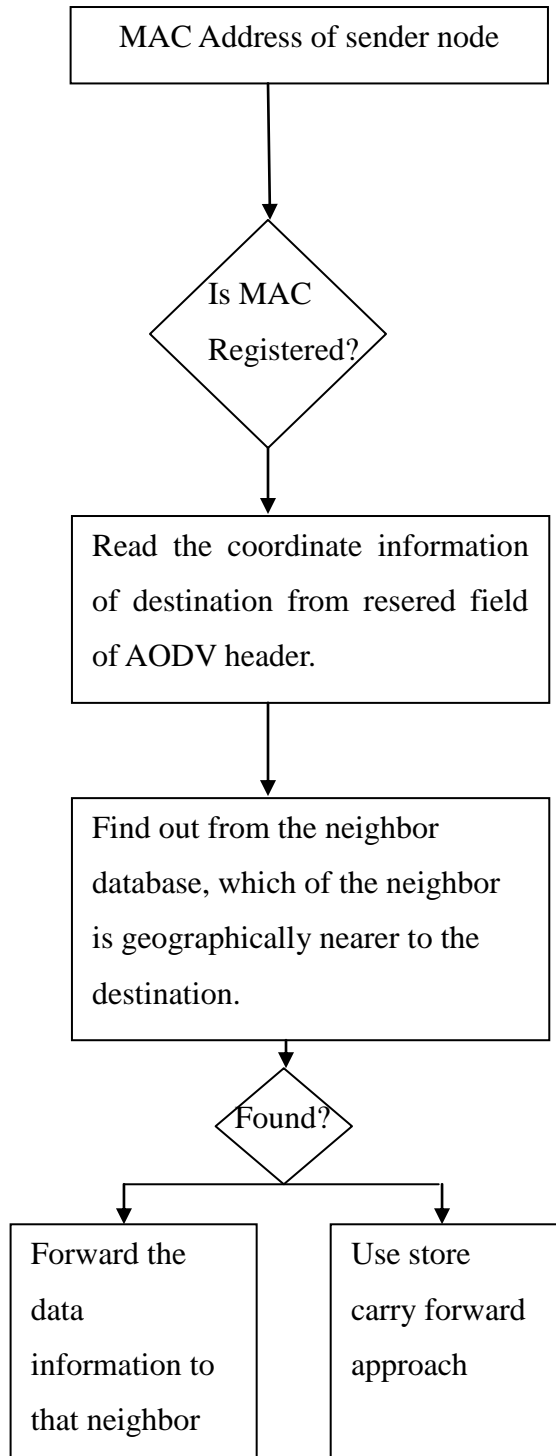 MAC Address of sender node
Is MAC
Registered?
Read the coordinate information
of destination from resered field
of AODV header.
Find out from the neighbor
database, which of the neighbor
is geographically nearer to the
destination.
Found?
Forward the
data
information to
that neighbor
Use store
carry forward
approach